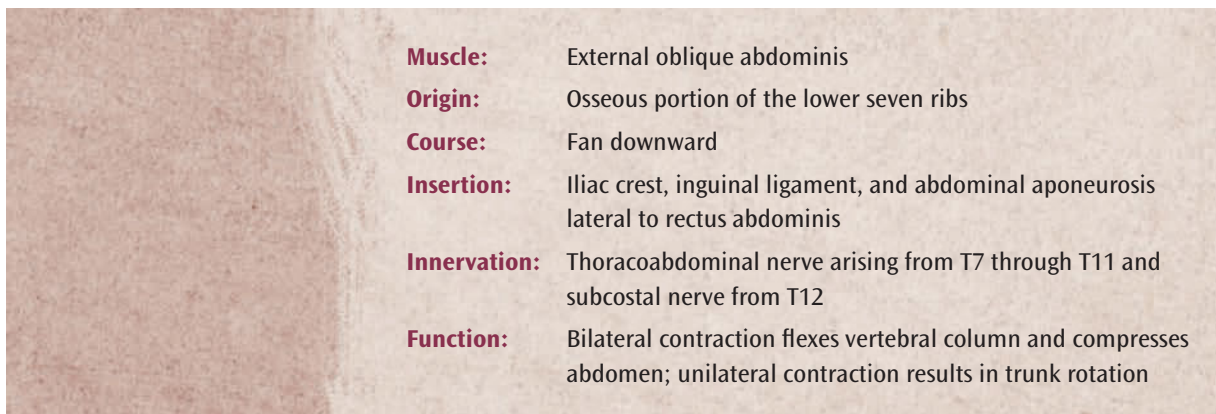 Muscle: External oblique abdominis
Origin: Osseous portion of the lower seven ribs
Course: Fan downward
Insertion: Iliac crest, inguinal ligament, and abdominal aponeurosis
lateral to rectus abdominis
Innervation: Thoracoabdominal nerve arising from T7 through T11 and
subcostal nerve from T12
Function: Bilateral contraction flexes vertebral column and compresses
abdomen; unilateral contraction results in trunk rotation